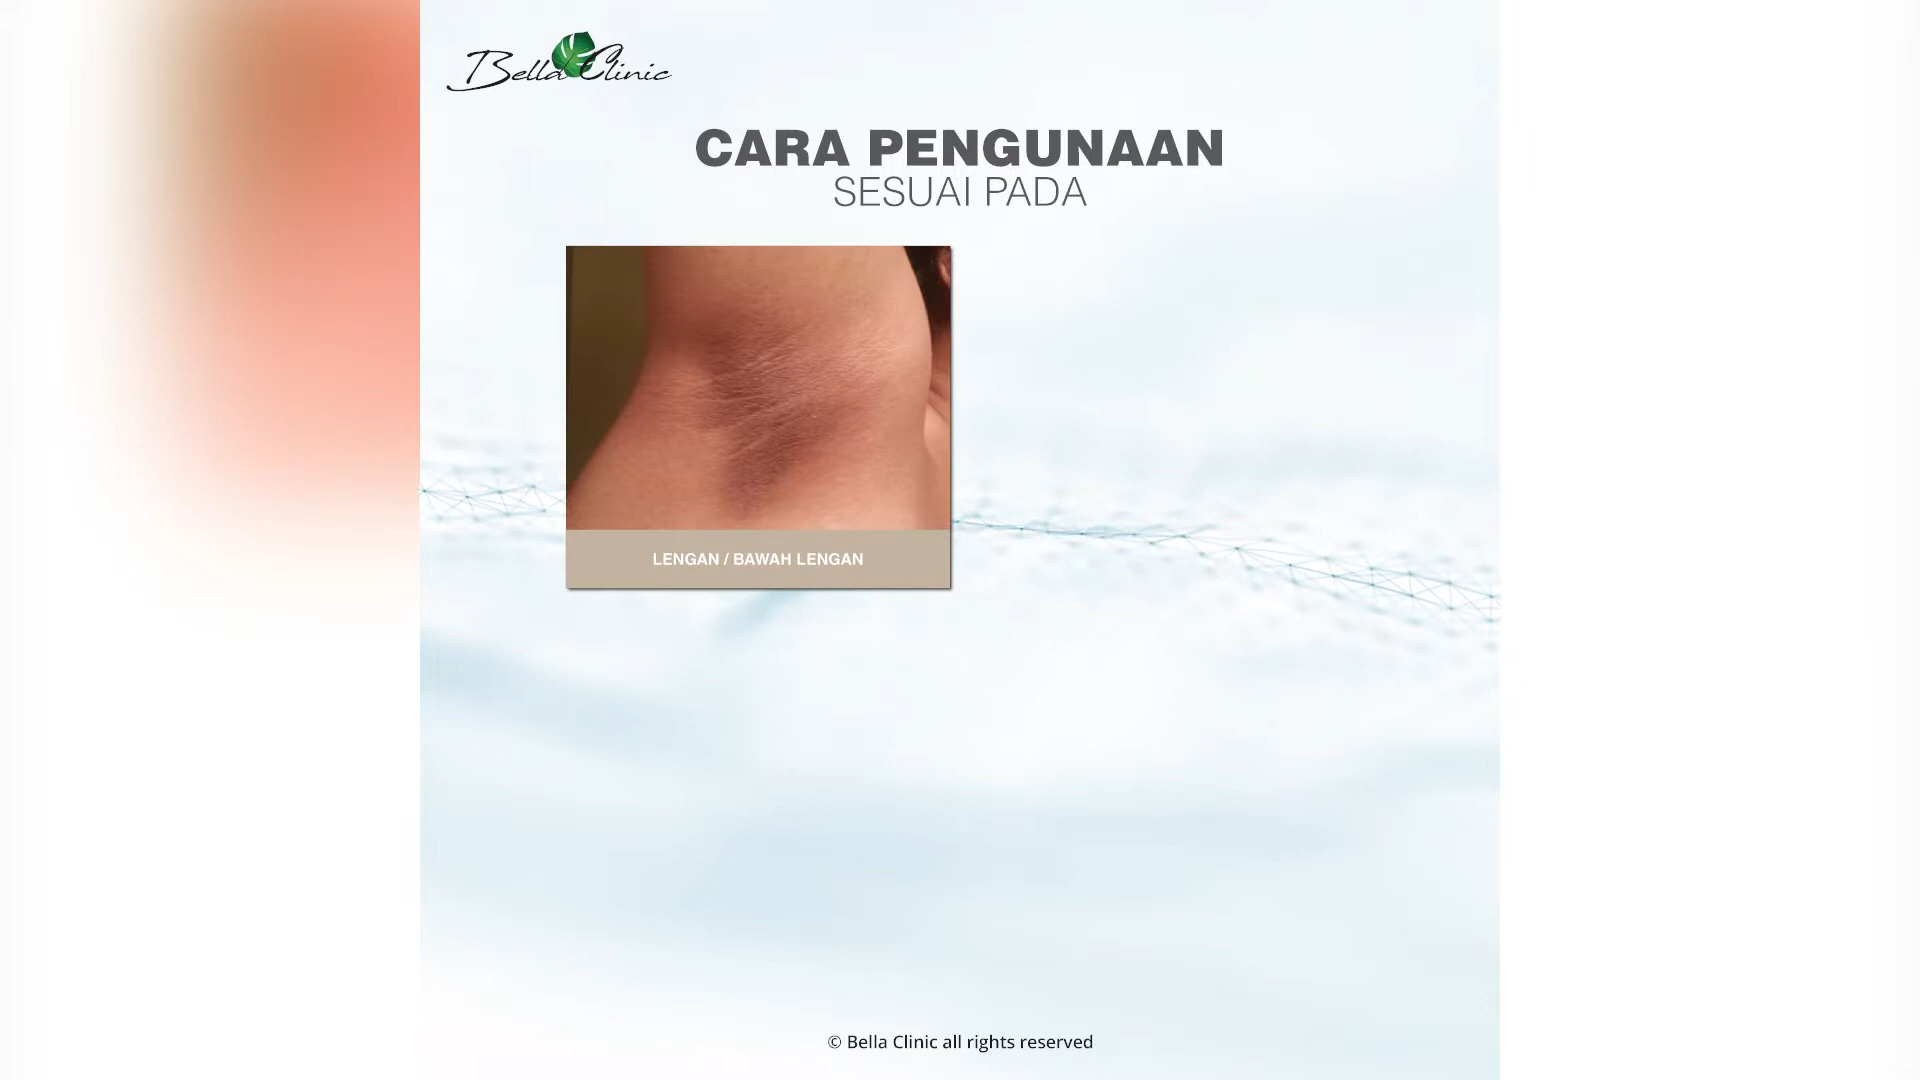 Bella Clinic
CARA PENGUNAAN
SESUAI PADA
LENGAN / BAWAH LENGAN
© Bella Clinic all rights reserved